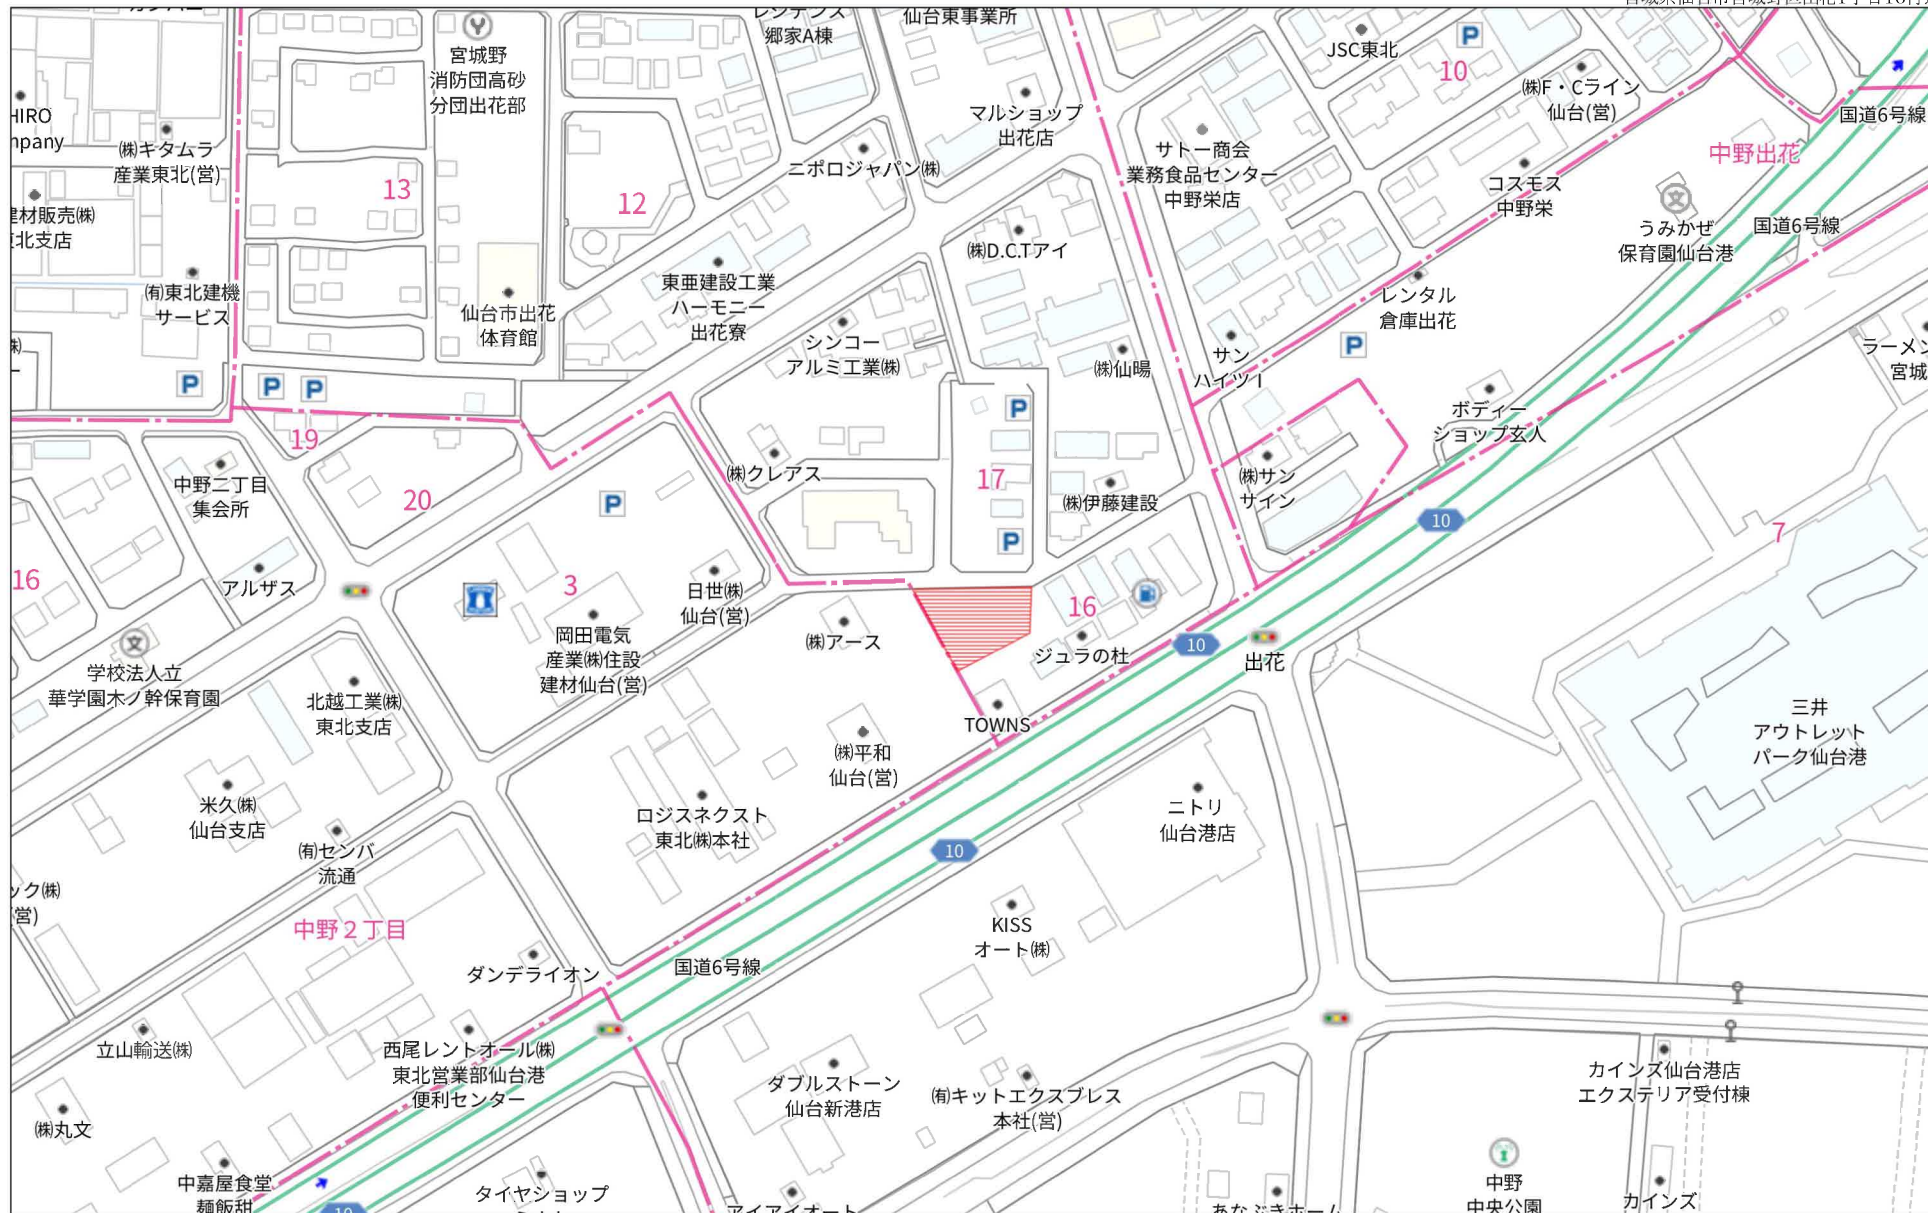 仙台東事業所
郷家A棟
宮城野
消防団高砂
分団出花部
JSC東北
10
㈱F・Cライン
仙台(営)
国道6号線
HIRO
mpany
㈱キタムラ
産業東北(営)
マルショップ
出花店
ニポロジャパン㈱
サトー商会
業務食品センター
中野栄店
中野出花
コスモス
中野栄
うみかぜ
保育園仙台港
国道6号線
13
12
建材販売㈱
東北支店
㈱D.C.Tアイ
㈲東北建機
サービス
仙台市出花
体育館
東亜建設工業
ハーモニー
出花寮
シンコー
アルミ工業㈱
㈱仙暘
サン
ハイツⅠ
レンタル
倉庫出花
ラーメン
宮城
P
P
P
P
P
P
P
P
19
20
中野二丁目
集会所
㈱クレアス
17
㈱伊藤建設
㈱サン
サイン
ボディー
ショップ玄人
10
7
16
アルザス
3
日世㈱
仙台(営)
岡田電気
産業㈱住設
建材仙台(営)
㈱アース
16
ジュラの杜
10
出花
学校法人立
華学園木ノ幹保育園
北越工業㈱
東北支店
TOWNS
㈱平和
仙台(営)
三井
アウトレット
パーク仙台港
米久㈱
仙台支店
ロジスネクスト
東北㈱本社
ニトリ
仙台港店
㈲センバ
流通
10
ック㈱
営)
中野２丁目
KISS
オート㈱
ダンデライオン
国道6号線
立山輸送㈱
西尾レントオール㈱
東北営業部仙台港
便利センター
ダブルストーン
仙台新港店
㈲キットエクスプレス
本社(営)
カインズ仙台港店
エクステリア受付棟
㈱丸文
中嘉屋食堂
麺飯甜
10
タイヤショップ
アイアイオート
あなぶきホーム
中野
中央公園
カインズ